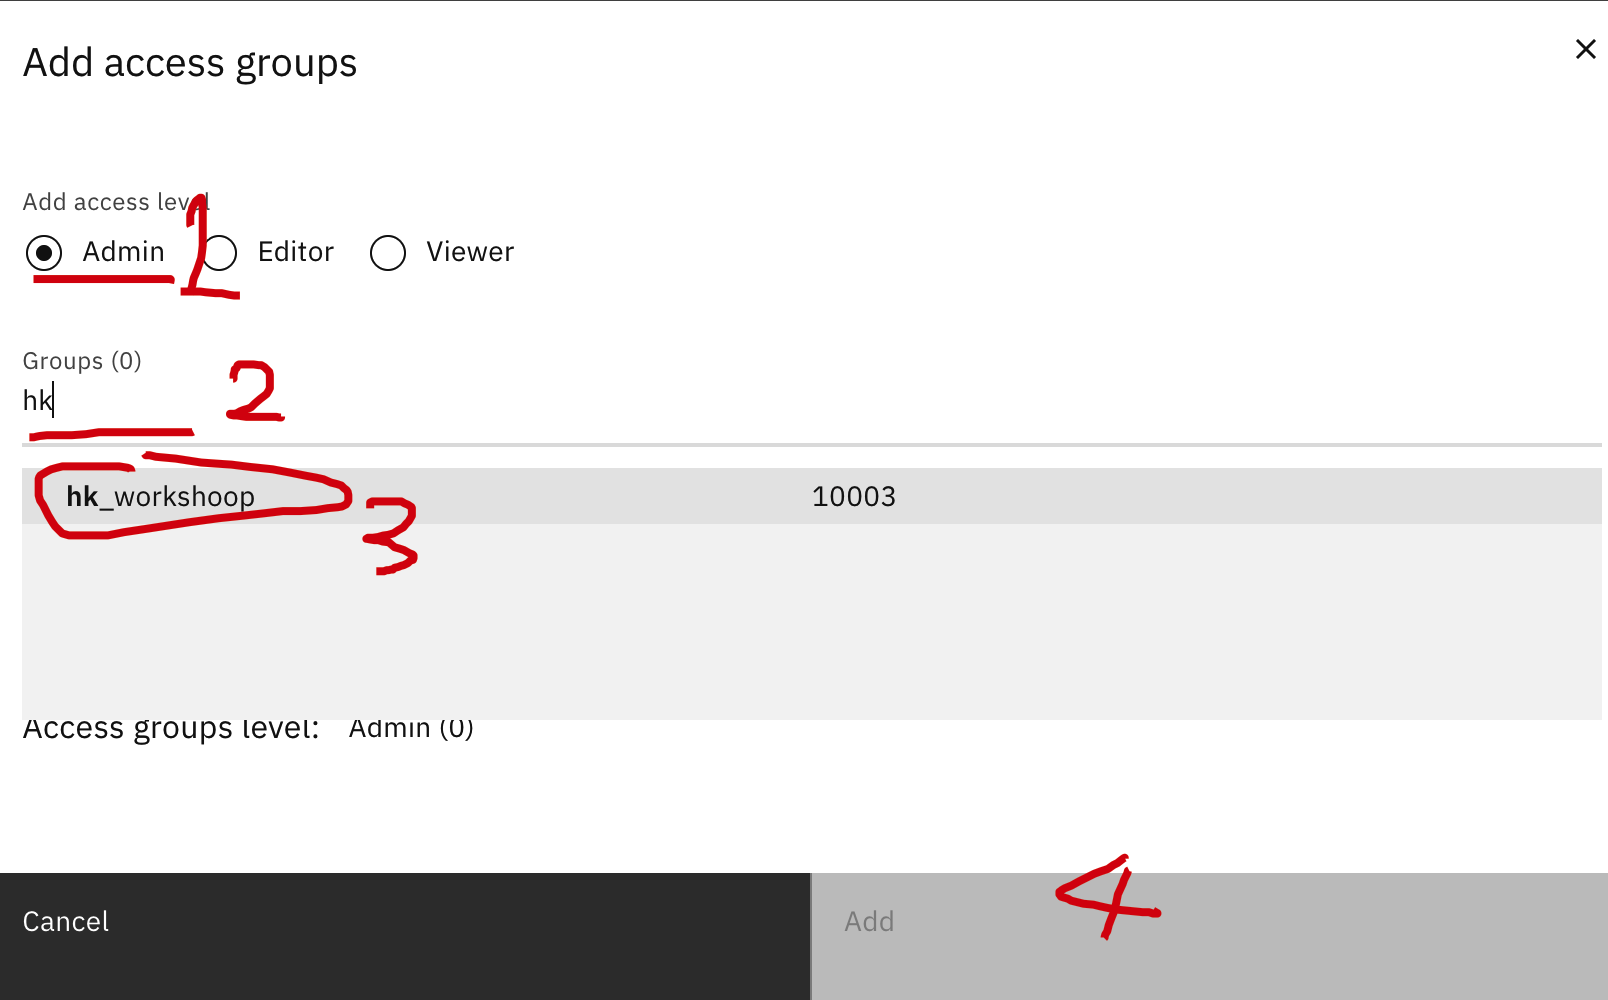 Add access groups
Add access level
Admin 1 Editor Viewer
Groups (0)
hk 2
hk_workshoop 10003
3
Access groups level: Admin (0)
4
Cancel Add